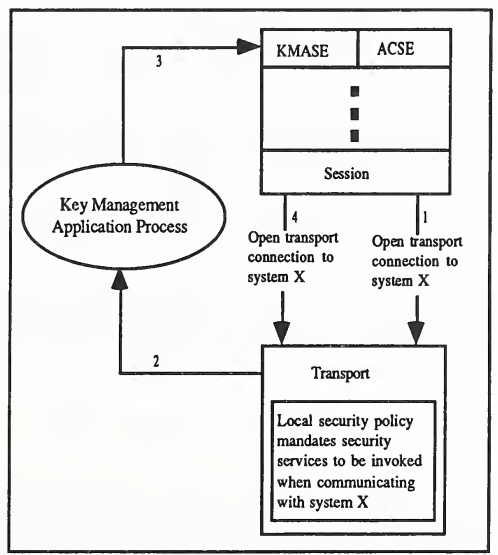 KMASE
ACSE
3
Session
Key Management
Application Process
4
Open transport
connection to
system X
1
Open transport
connection to
system X
2
Transport
Local security policy
mandates security
services to be invoked
when communicating
with system X